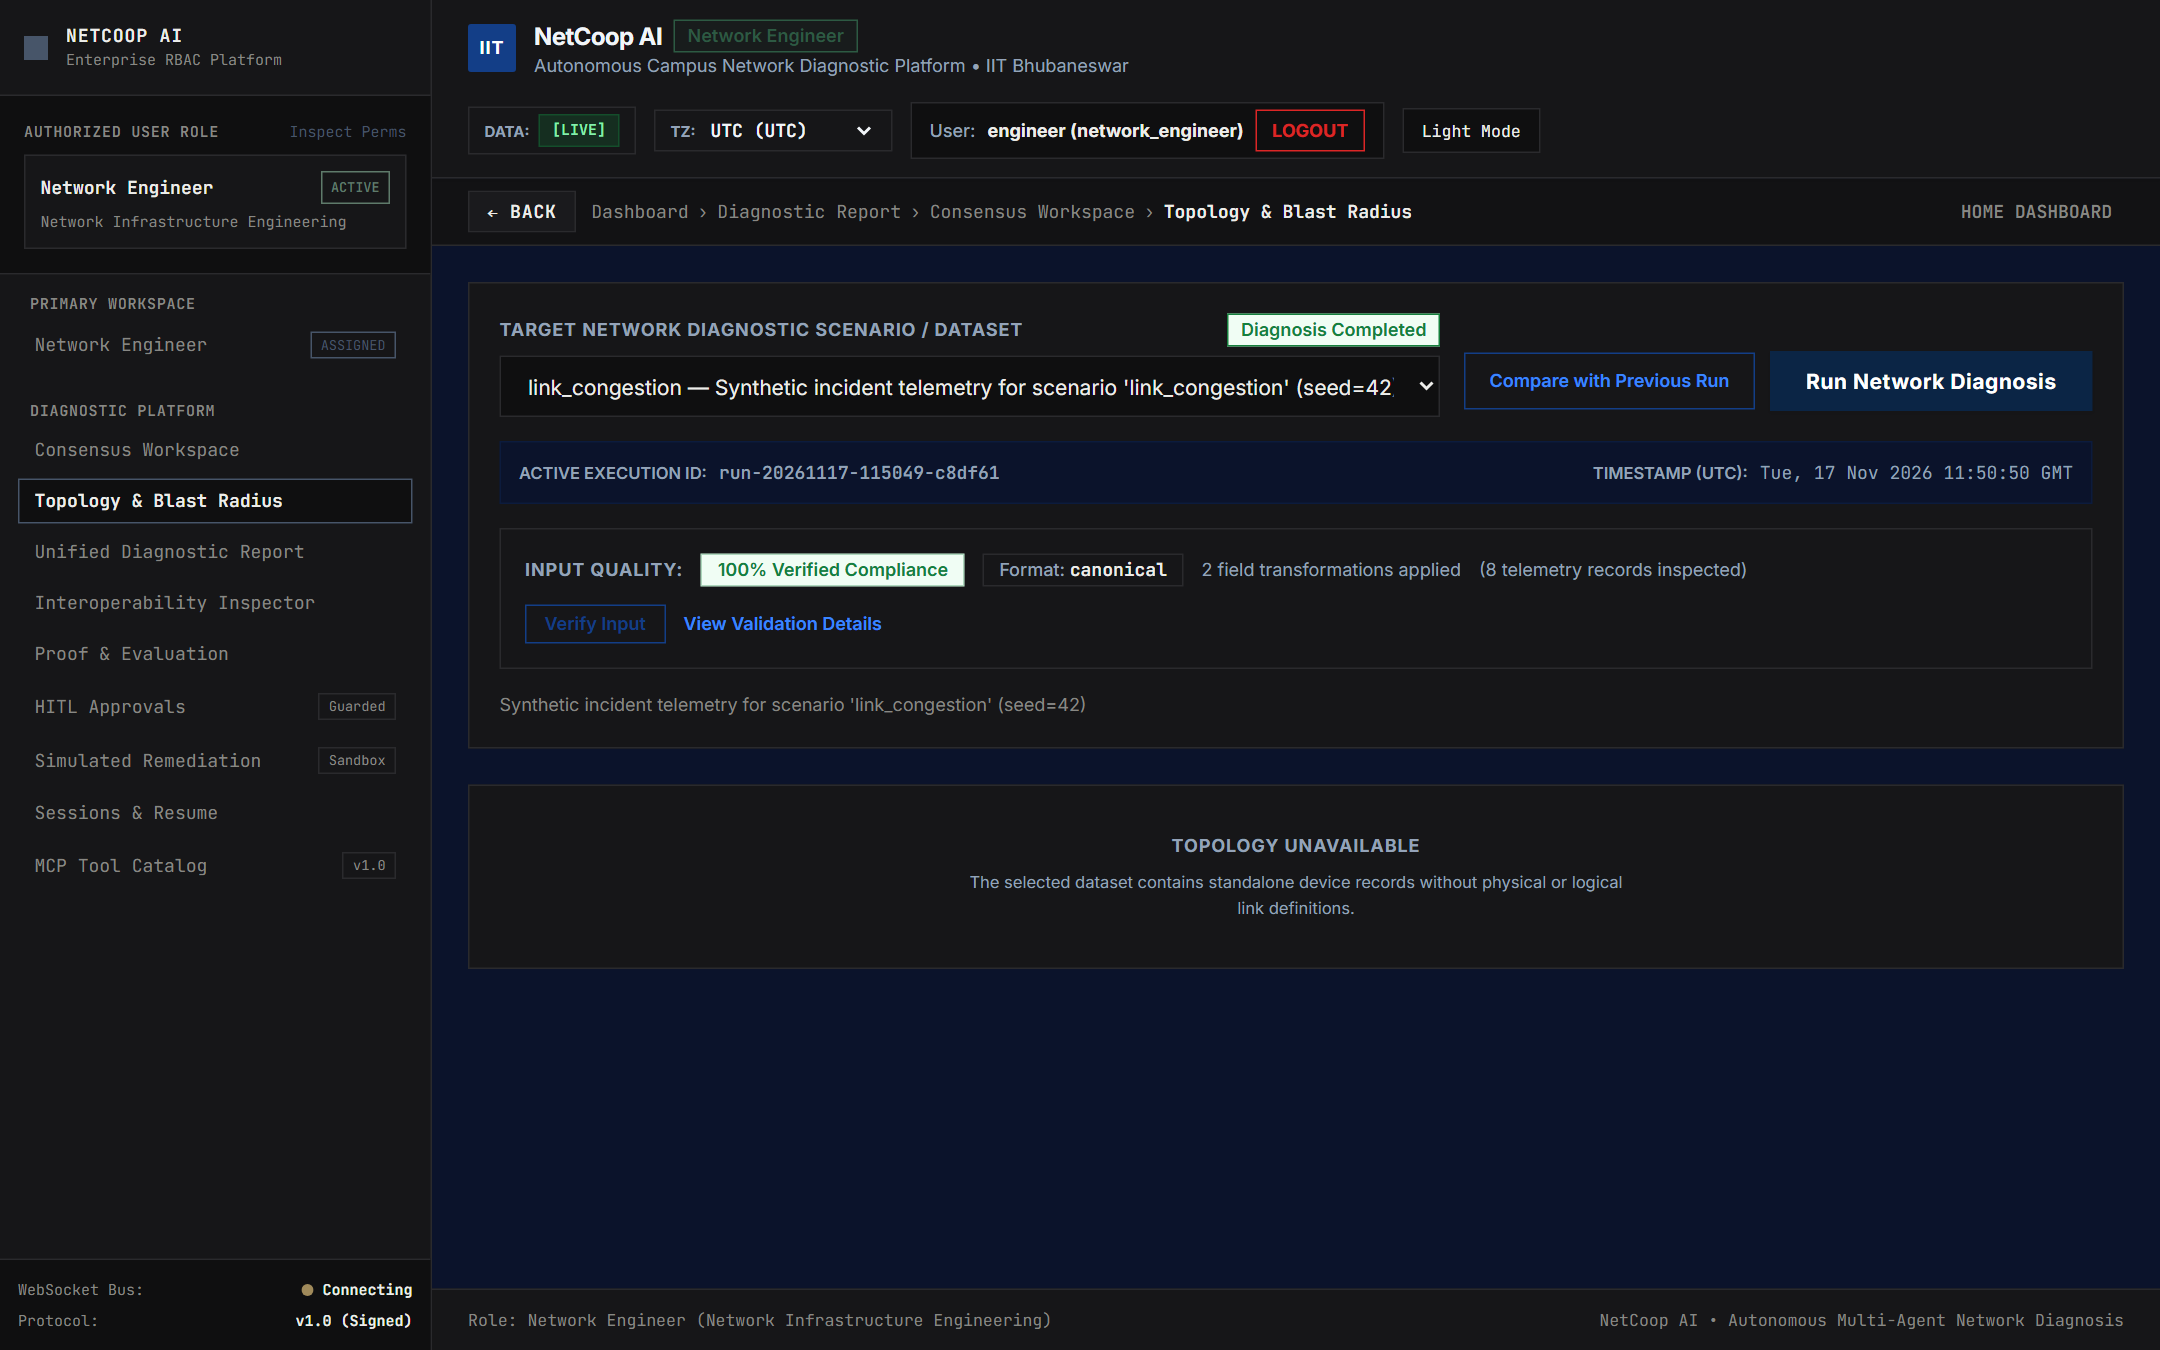 NETCOOP AI
Enterprise RBAC Platform
AUTHORIZED USER ROLE Inspect Perms
Network Engineer ACTIVE
Network Infrastructure Engineering
PRIMARY WORKSPACE
Network Engineer ASSIGNED
DIAGNOSTIC PLATFORM
Consensus Workspace
Topology & Blast Radius
Unified Diagnostic Report
Interoperability Inspector
Proof & Evaluation
HITL Approvals Guarded
Simulated Remediation Sandbox
Sessions & Resume
MCP Tool Catalog v1.0
WebSocket Bus: Connecting
Protocol: v1.0 (Signed)
IIT NetCoop AI Network Engineer
Autonomous Campus Network Diagnostic Platform • IIT Bhubaneswar
DATA: [LIVE] TZ: UTC (UTC) User: engineer (network_engineer) LOGOUT Light Mode
← BACK Dashboard › Diagnostic Report › Consensus Workspace › Topology & Blast Radius HOME DASHBOARD
TARGET NETWORK DIAGNOSTIC SCENARIO / DATASET Diagnosis Completed
link_congestion — Synthetic incident telemetry for scenario 'link_congestion' (seed=42) Compare with Previous Run Run Network Diagnosis
ACTIVE EXECUTION ID: run-20261117-115049-c8df61 TIMESTAMP (UTC): Tue, 17 Nov 2026 11:50:50 GMT
INPUT QUALITY: 100% Verified Compliance Format: canonical 2 field transformations applied (8 telemetry records inspected)
Verify Input View Validation Details
Synthetic incident telemetry for scenario 'link_congestion' (seed=42)
TOPOLOGY UNAVAILABLE
The selected dataset contains standalone device records without physical or logical
link definitions.
Role: Network Engineer (Network Infrastructure Engineering) NetCoop AI • Autonomous Multi-Agent Network Diagnosis